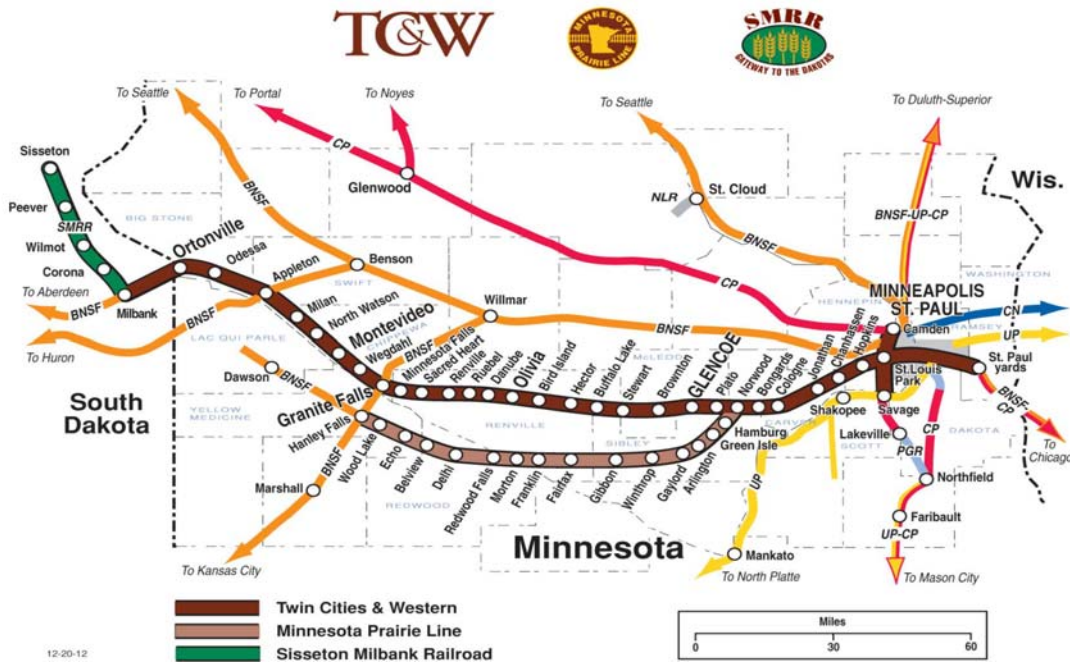 TC&W
MINNESOTA
PRAIRIE LINE
SMRR
GATEWAY TO THE DAKOTAS
To Seattle
To Portal
To Noyes
To Seattle
To Duluth-Superior
Sisseton
CP
Glenwood
Wis.
Peever
BNSF
NLR
St. Cloud
BIG STONE
SMRR
Wilmot
Ortonville
BNSF-UP-CP
Corona
Odessa
Appleton
Benson
BNSF
WASHINGTON
SWIFT
To Aberdeen
BNSF
Milbank
Milan
North Watson
Montevideo
Wegdahl
CHIPPEWA
Willmar
CP
HENNEPIN
MINNEAPOLIS
ST. PAUL
CN
Camden
RAMSEY
UP
BNSF
LAC QUI PARLE
BNSF
Minnesota Falls
Sacred Heart
Renville
Ruebel
Danube
Olivia
Bird Island
Hector
Buffalo Lake
Stewart
Brownton
McLEOD
BNSF
GLENCOE
Plato
Norwood
Bongards
Cologne
Jonathan
Chanhassen
Hopkins
St.Louis
Park
St. Paul
yards
To Huron
Dawson
BNSF
Granite Falls
South
Dakota
YELLOW
MEDICINE
Hanley Falls
RENVILLE
SIBLEY
Hamburg
Green Isle
Arlington
Gaylord
Winthrop
Gibbon
Fairfax
Franklin
Morton
Redwood Falls
Delhi
Belview
Echo
Wood Lake
BNSF
Marshall
REDWOOD
CARVER
Shakopee
SCOTT
Savage
Lakeville
CP
DAKOTA
PGR
BNSF
CP
To
Chicago
UP
Northfield
Faribault
UP-CP
Minnesota
Mankato
To Kansas City
To North Platte
To Mason City
Twin Cities & Western
Minnesota Prairie Line
Sisseton Milbank Railroad
Miles
0
30
60
12-20-12